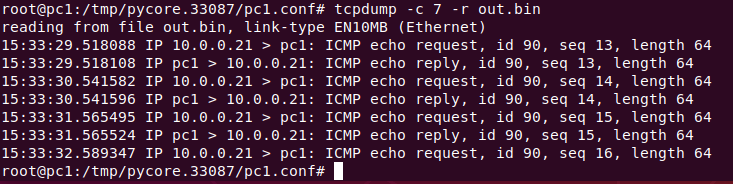 root@pc1:/tmp/pycore.33087/pc1.conf# tcpdump -c 7 -r out.bin
reading from file out.bin, link-type EN10MB (Ethernet)
15:33:29.518088 IP 10.0.0.21 > pc1: ICMP echo request, id 90, seq 13, length 64
15:33:29.518108 IP pc1 > 10.0.0.21: ICMP echo reply, id 90, seq 13, length 64
15:33:30.541582 IP 10.0.0.21 > pc1: ICMP echo request, id 90, seq 14, length 64
15:33:30.541596 IP pc1 > 10.0.0.21: ICMP echo reply, id 90, seq 14, length 64
15:33:31.565495 IP 10.0.0.21 > pc1: ICMP echo request, id 90, seq 15, length 64
15:33:31.565524 IP pc1 > 10.0.0.21: ICMP echo reply, id 90, seq 15, length 64
15:33:32.589347 IP 10.0.0.21 > pc1: ICMP echo request, id 90, seq 16, length 64
root@pc1:/tmp/pycore.33087/pc1.conf#